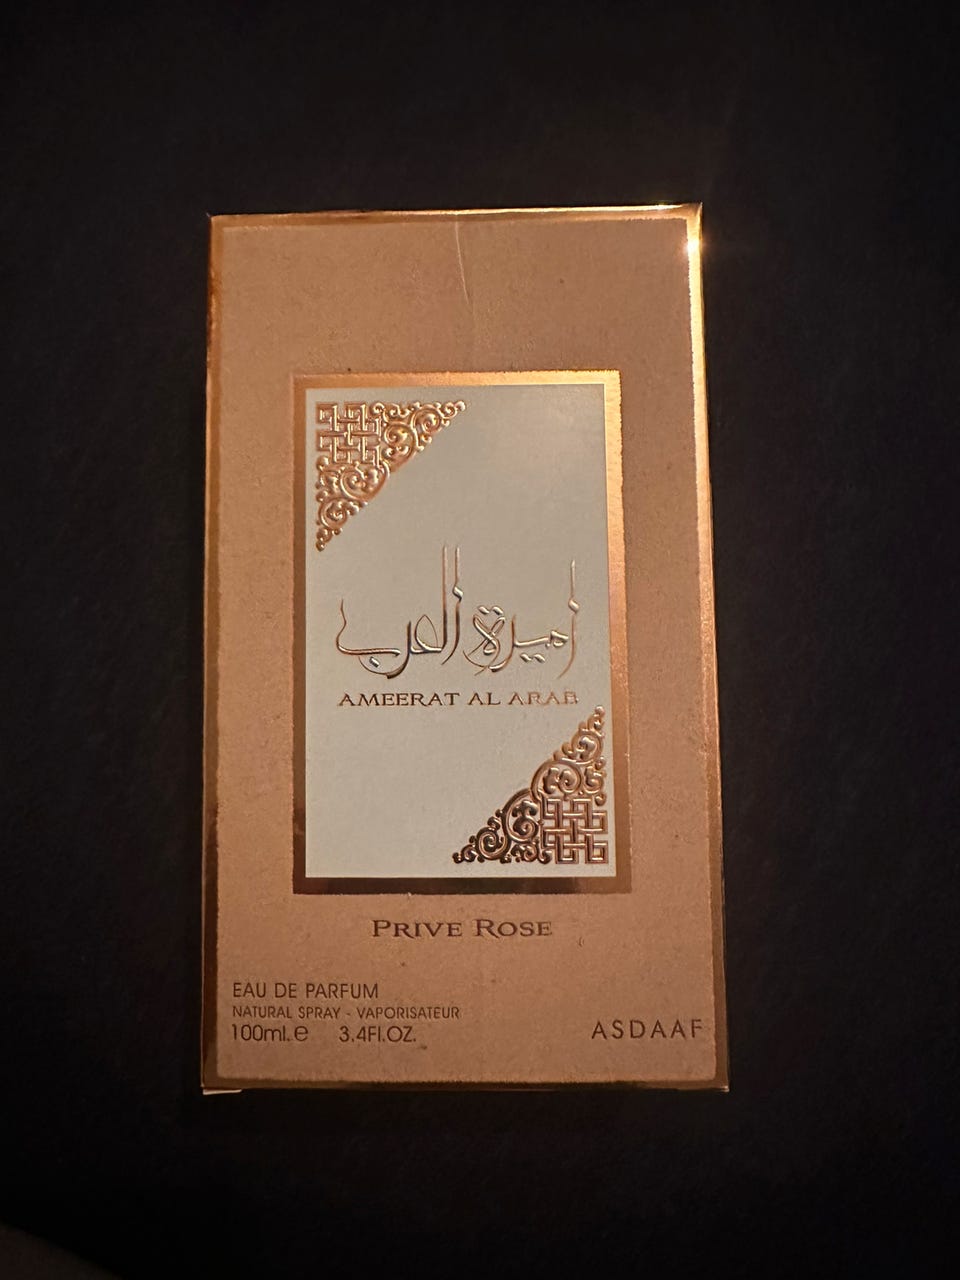 أميرة العرب
AMEERAT AL ARAB
PRIVE ROSE
EAU DE PARFUM
NATURAL SPRAY - VAPORISATEUR
100ml.e 3,4Fl.OZ.
ASDAAF